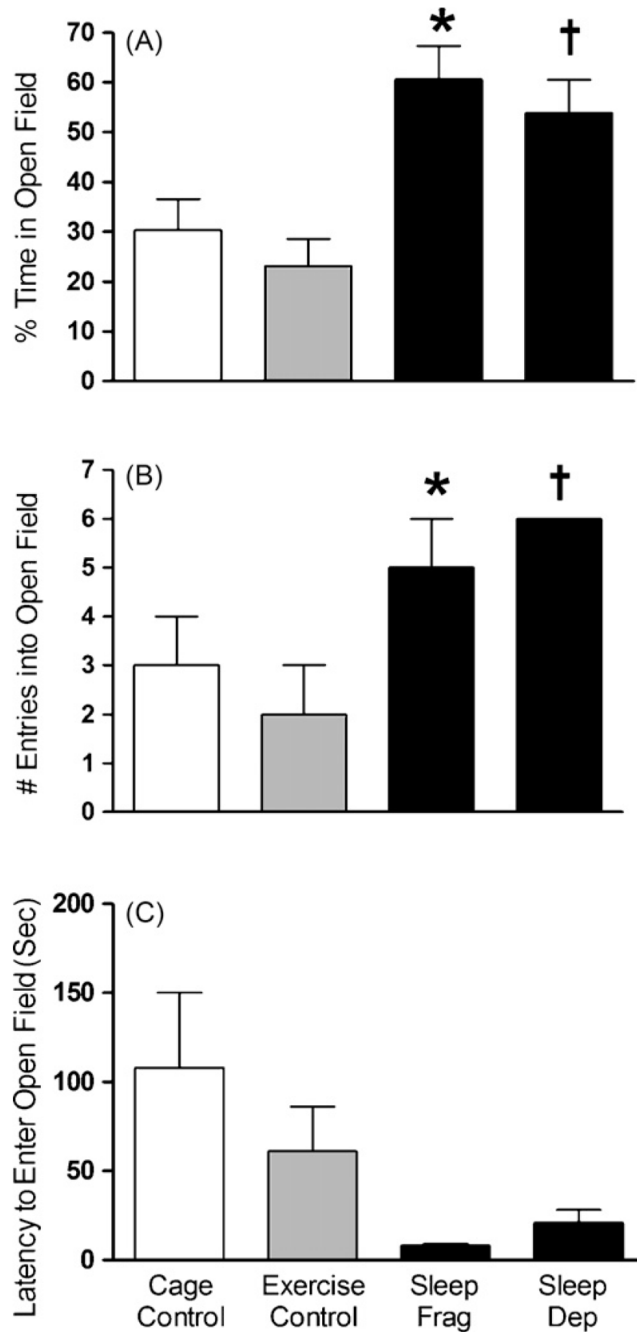 (A)
*
†
% Time in Open Field
70
60
50
40
30
20
10
0
(B)
*
†
# Entries into Open Field
7
6
5
4
3
2
1
0
(C)
Latency to Enter Open Field (Sec)
200
150
100
50
0
Cage
Control
Exercise
Control
Sleep
Frag
Sleep
Dep